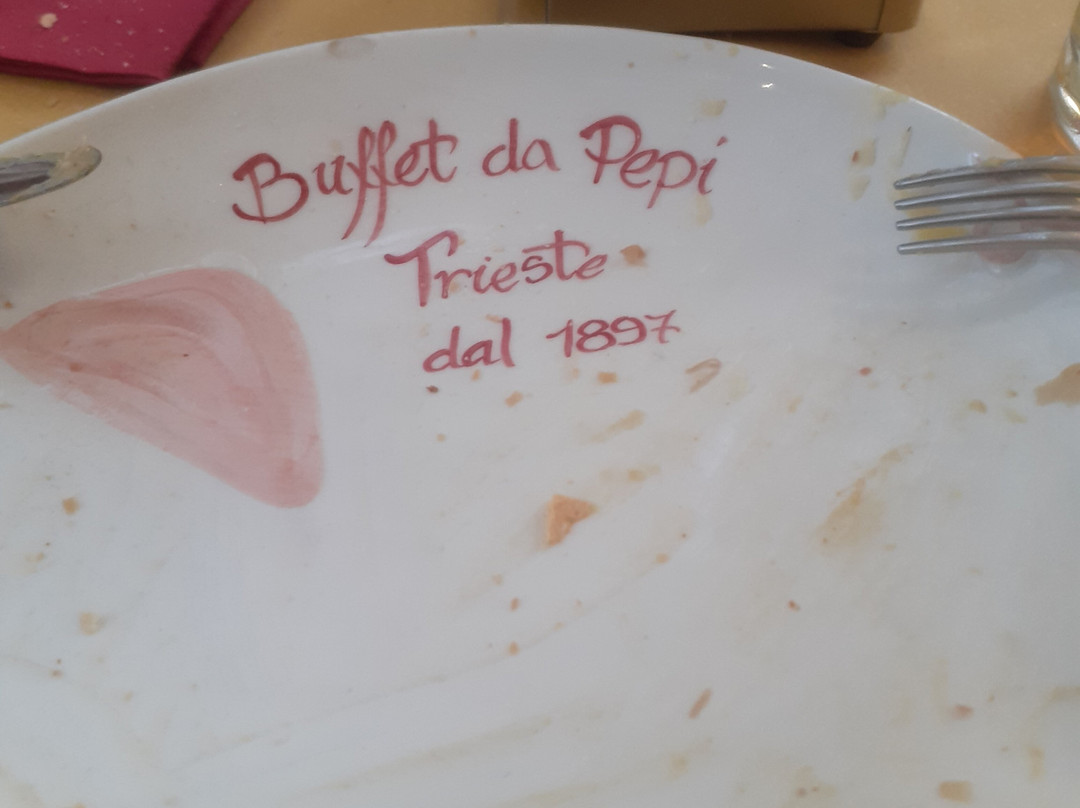 Buffet da Pepi
Trieste
dal 1897